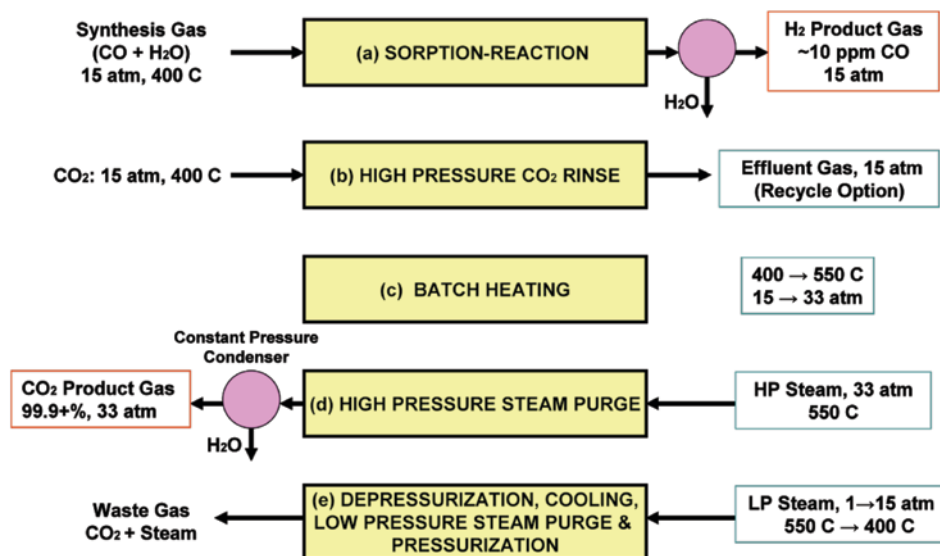 Synthesis Gas
(CO + H₂O)
15 atm, 400 C
(a) SORPTION-REACTION
H₂O
H₂ Product Gas
~10 ppm CO
15 atm
CO₂: 15 atm, 400 C
(b) HIGH PRESSURE CO₂ RINSE
Effluent Gas, 15 atm
(Recycle Option)
(c) BATCH HEATING
400 → 550 C
15 → 33 atm
Constant Pressure
Condenser
CO₂ Product Gas
99.9+%, 33 atm
H₂O
(d) HIGH PRESSURE STEAM PURGE
HP Steam, 33 atm
550 C
Waste Gas
CO₂ + Steam
(e) DEPRESSURIZATION, COOLING,
LOW PRESSURE STEAM PURGE &
PRESSURIZATION
LP Steam, 1→15 atm
550 C → 400 C